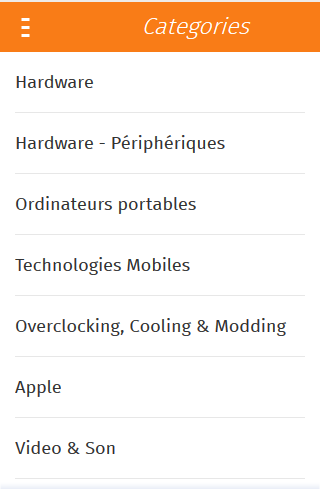 Categories
Hardware
Hardware - Périphériques
Ordinateurs portables
Technologies Mobiles
Overclocking, Cooling & Modding
Apple
Video & Son